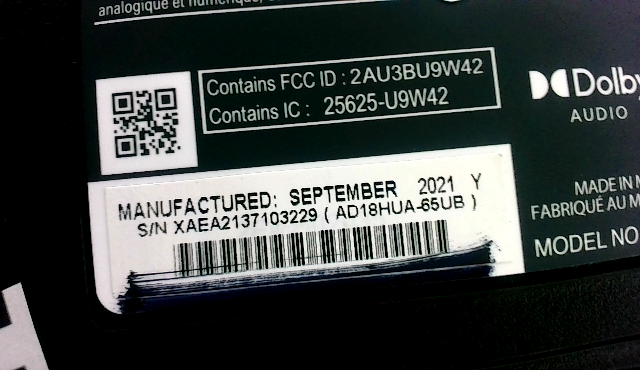 analogique et numérique,
Contains FCC ID : 2AU3BU9W42
Contains IC : 25625-U9W42
Dolby
AUDIO
MANUFACTURED: SEPTEMBER 2021 Y
S/N XAEA2137103229 ( AD18HUA-65UB )
MADE IN
FABRIQUÉ AU
MODEL NO